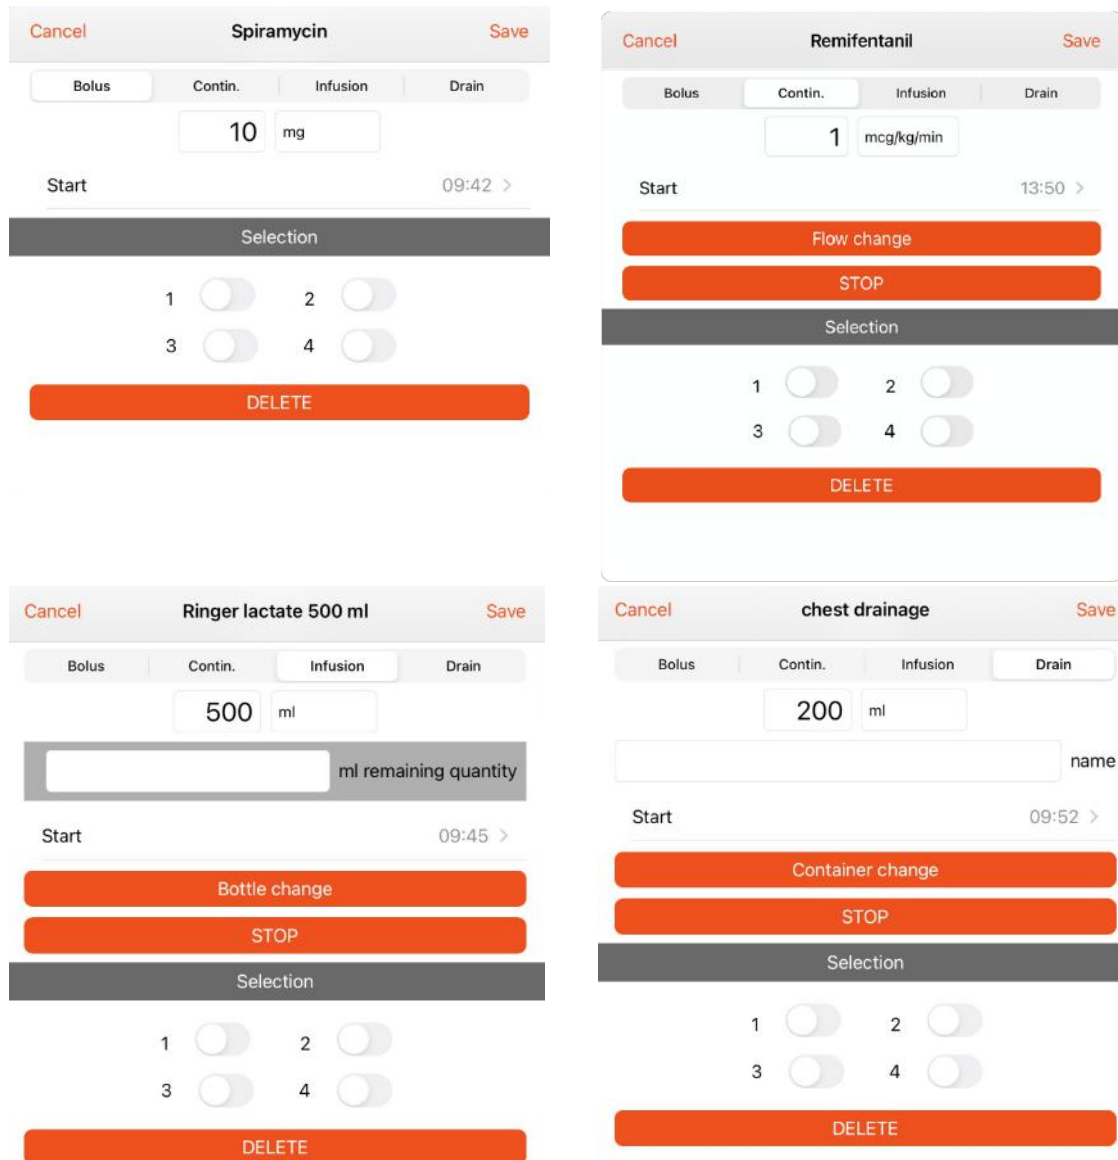 Cancel Spiramycin Save
Bolus Contin. Infusion Drain
10 mg
Start 09:42 >
Selection
1 2
3 4
DELETE
Cancel Remifentanil Save
Bolus Contin. Infusion Drain
1 mcg/kg/min
Start 13:50 >
Flow change
STOP
Selection
1 2
3 4
DELETE
Cancel Ringer lactate 500 ml Save
Bolus Contin. Infusion Drain
500 ml
ml remaining quantity
Start 09:45 >
Bottle change
STOP
Selection
1 2
3 4
DELETE
Cancel chest drainage Save
Bolus Contin. Infusion Drain
200 ml
name
Start 09:52 >
Container change
STOP
Selection
1 2
3 4
DELETE